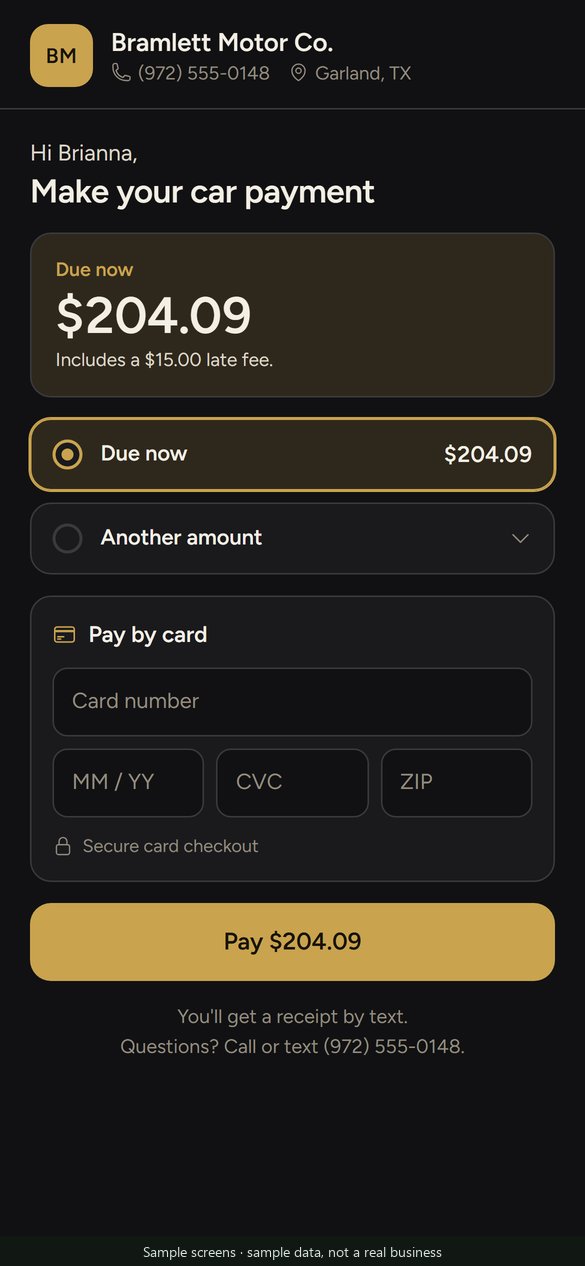 BM
Bramlett Motor Co.
(972) 555-0148 Garland, TX
Hi Brianna,
Make your car payment
Due now
$204.09
Includes a $15.00 late fee.
Due now $204.09
Another amount
Pay by card
Card number
MM / YY CVC ZIP
Secure card checkout
Pay $204.09
You'll get a receipt by text.
Questions? Call or text (972) 555-0148.
Sample screens · sample data, not a real business